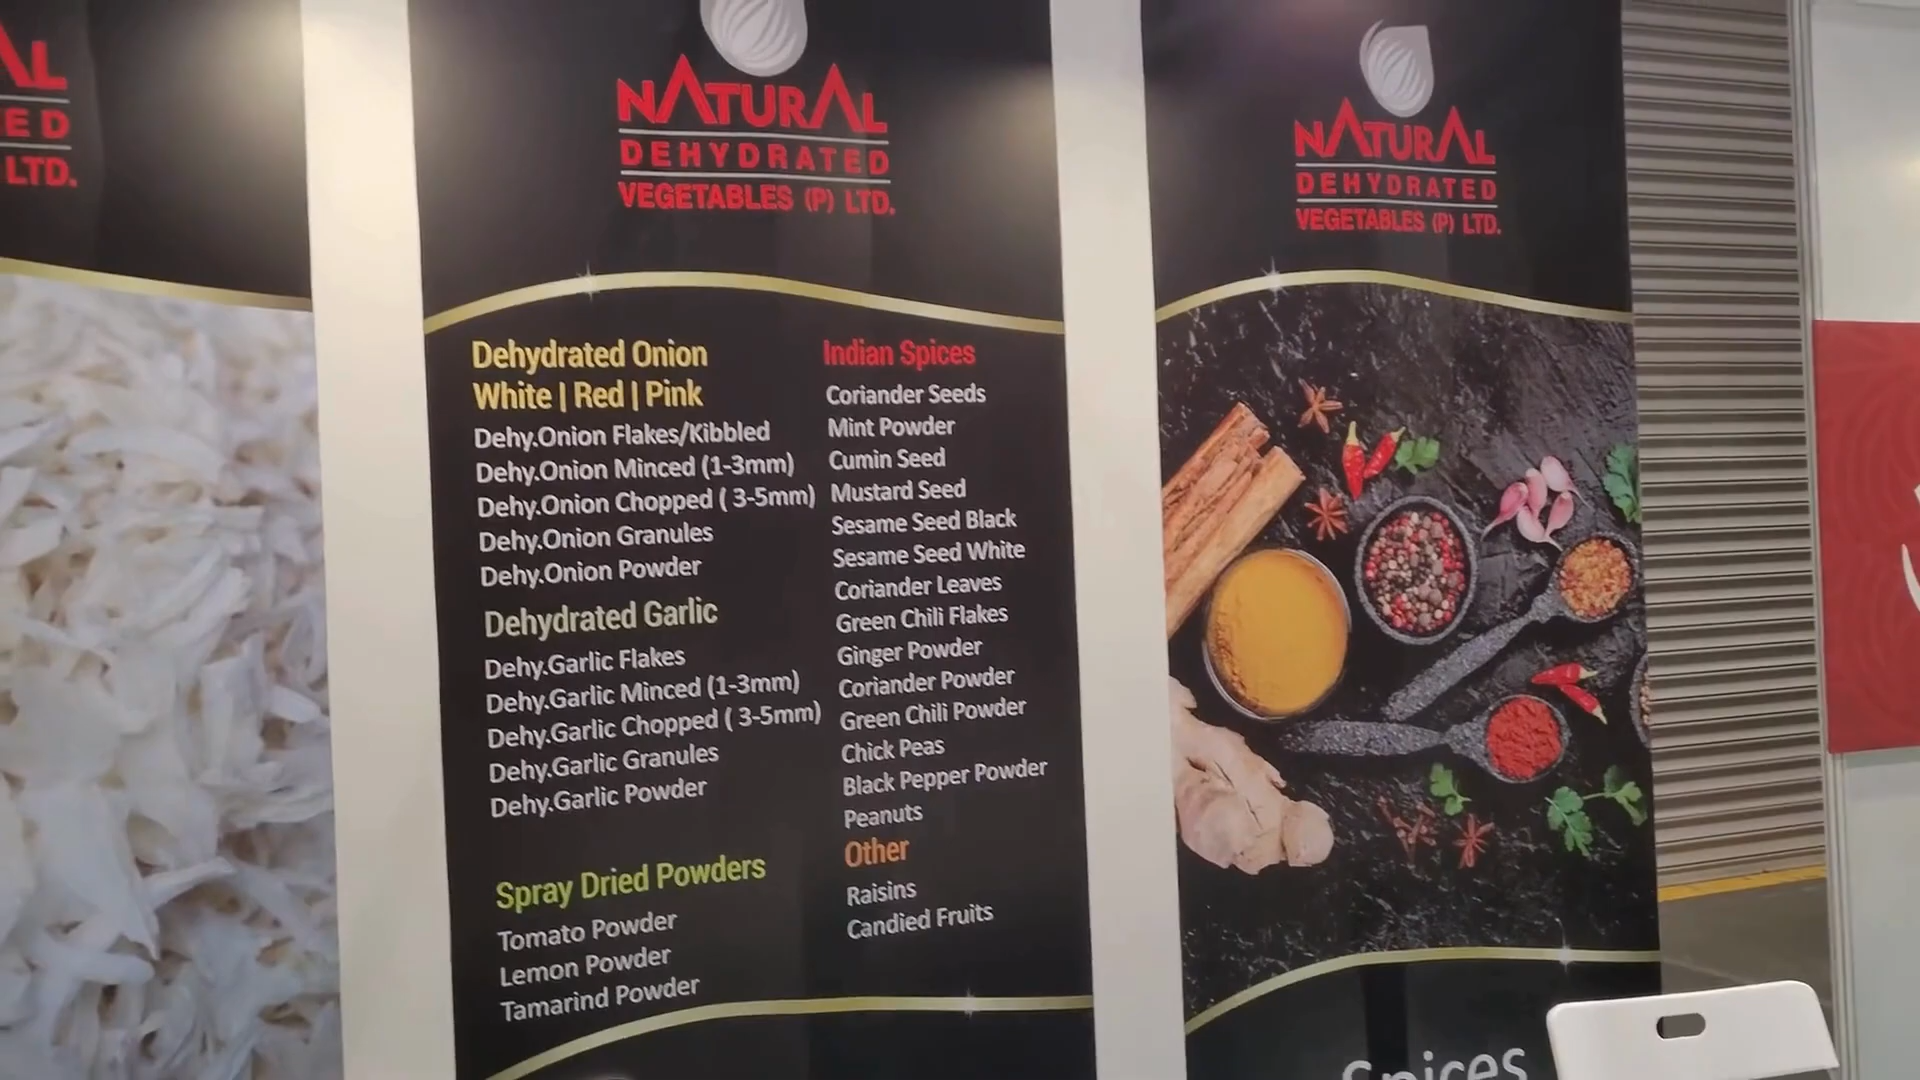 AL
ED
LTD.
NATURAL
DEHYDRATED
VEGETABLES (P) LTD.
Dehydrated Onion
White | Red | Pink
Dehy.Onion Flakes/Kibbled
Dehy.Onion Minced (1-3mm)
Dehy.Onion Chopped ( 3-5mm)
Dehy.Onion Granules
Dehy.Onion Powder
Dehydrated Garlic
Dehy.Garlic Flakes
Dehy.Garlic Minced (1-3mm)
Dehy.Garlic Chopped ( 3-5mm)
Dehy.Garlic Granules
Dehy.Garlic Powder
Spray Dried Powders
Tomato Powder
Lemon Powder
Tamarind Powder
Indian Spices
Coriander Seeds
Mint Powder
Cumin Seed
Mustard Seed
Sesame Seed Black
Sesame Seed White
Coriander Leaves
Green Chili Flakes
Ginger Powder
Coriander Powder
Green Chili Powder
Chick Peas
Black Pepper Powder
Peanuts
Other
Raisins
Candied Fruits
NATURAL
DEHYDRATED
VEGETABLES (P) LTD.
Spices